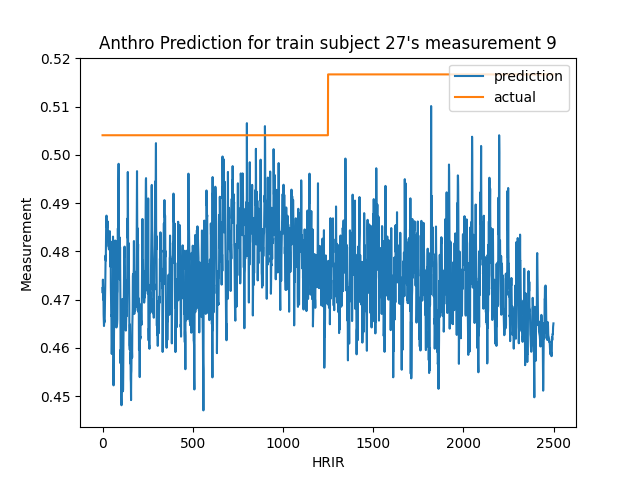 Anthro Prediction for train subject 27's measurement 9
0.52
0.51
0.50
0.49
0.48
0.47
0.46
0.45
Measurement
prediction
actual
0
500
1000
1500
2000
2500
HRIR